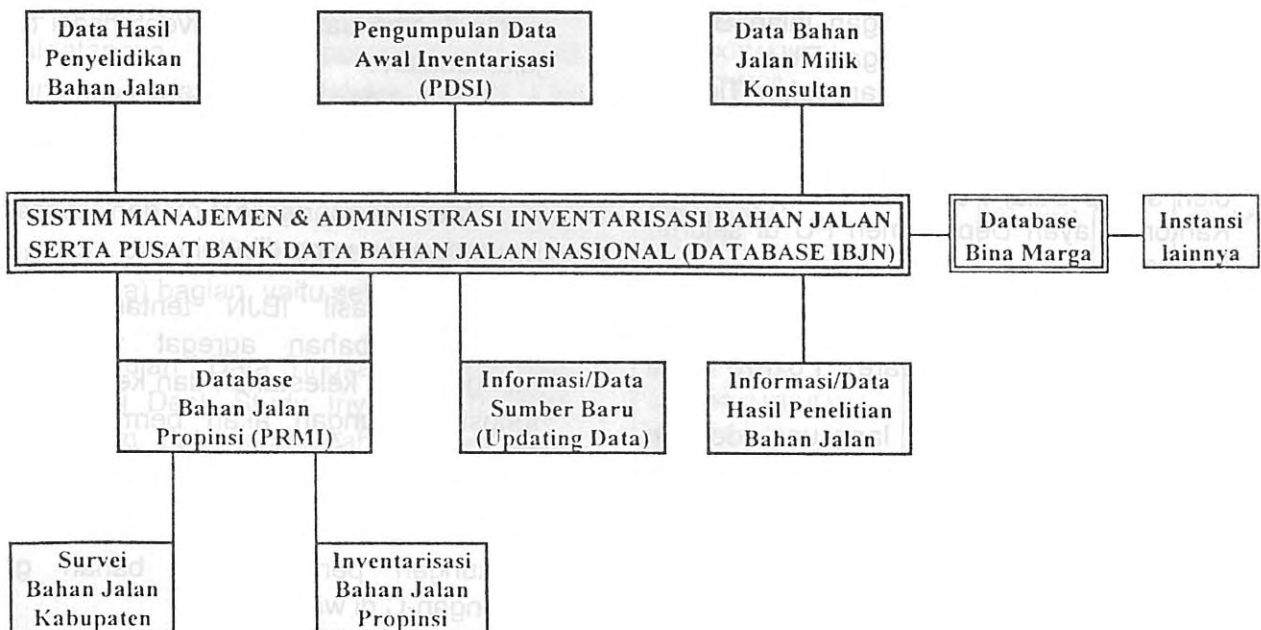 Data Hasil
Penyelidikan
Bahan Jalan
Pengumpulan Data
Awal Inventarisasi
(PDSI)
Data Bahan
Jalan Milik
Konsultan
SISTIM MANAJEMEN & ADMINISTRASI INVENTARISASI BAHAN JALAN
SERTA PUSAT BANK DATA BAHAN JALAN NASIONAL (DATABASE IBJN)
Database
Bina Marga
Instansi
lainnya
Database
Bahan Jalan
Propinsi (PRMI)
Informasi/Data
Sumber Baru
(Updating Data)
Informasi/Data
Hasil Penelitian
Bahan Jalan
Survei
Bahan Jalan
Kabupaten
Inventarisasi
Bahan Jalan
Propinsi